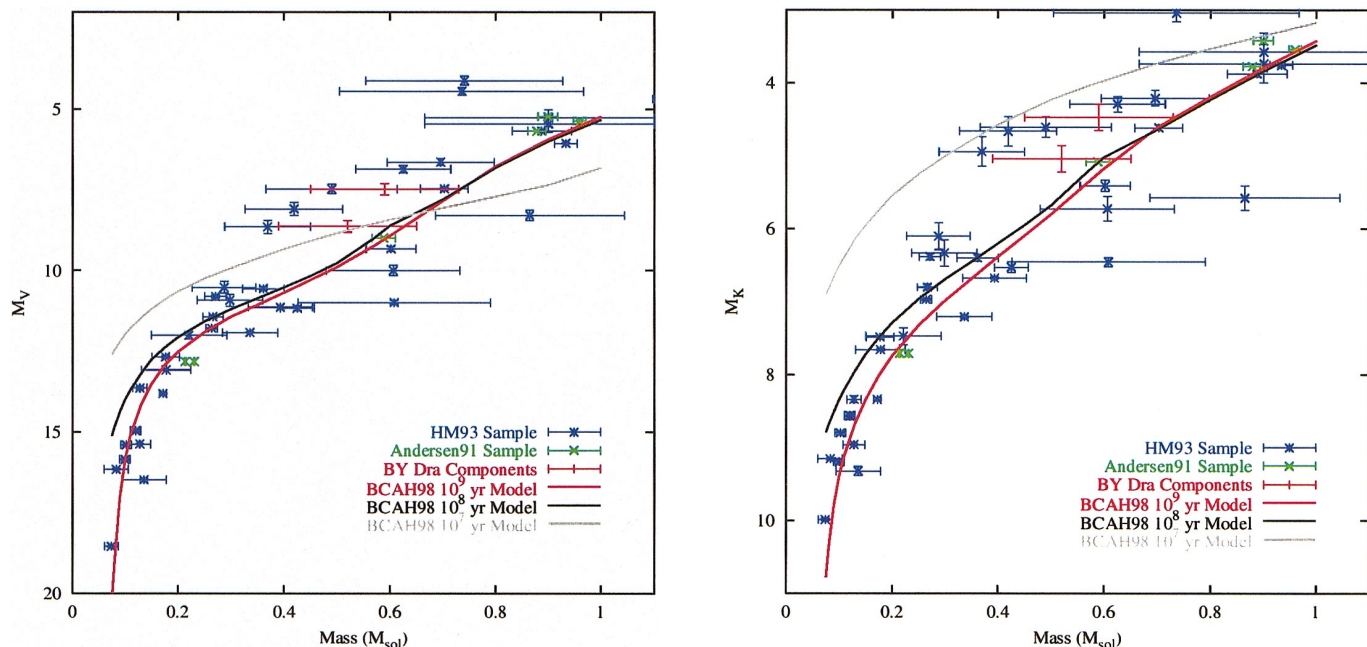 5
10
15
20
M_V
0
0.2
0.4
0.6
0.8
1
Mass (M_sol)
HM93 Sample
Andersen91 Sample
BY Dra Components
BCAH98 10^9 yr Model
BCAH98 10^8 yr Model
BCAH98 10^7 yr Model
4
6
8
10
M_K
0
0.2
0.4
0.6
0.8
1
Mass (M_sol)
HM93 Sample
Andersen91 Sample
BY Dra Components
BCAH98 10^9 yr Model
BCAH98 10^8 yr Model
BCAH98 10^7 yr Model